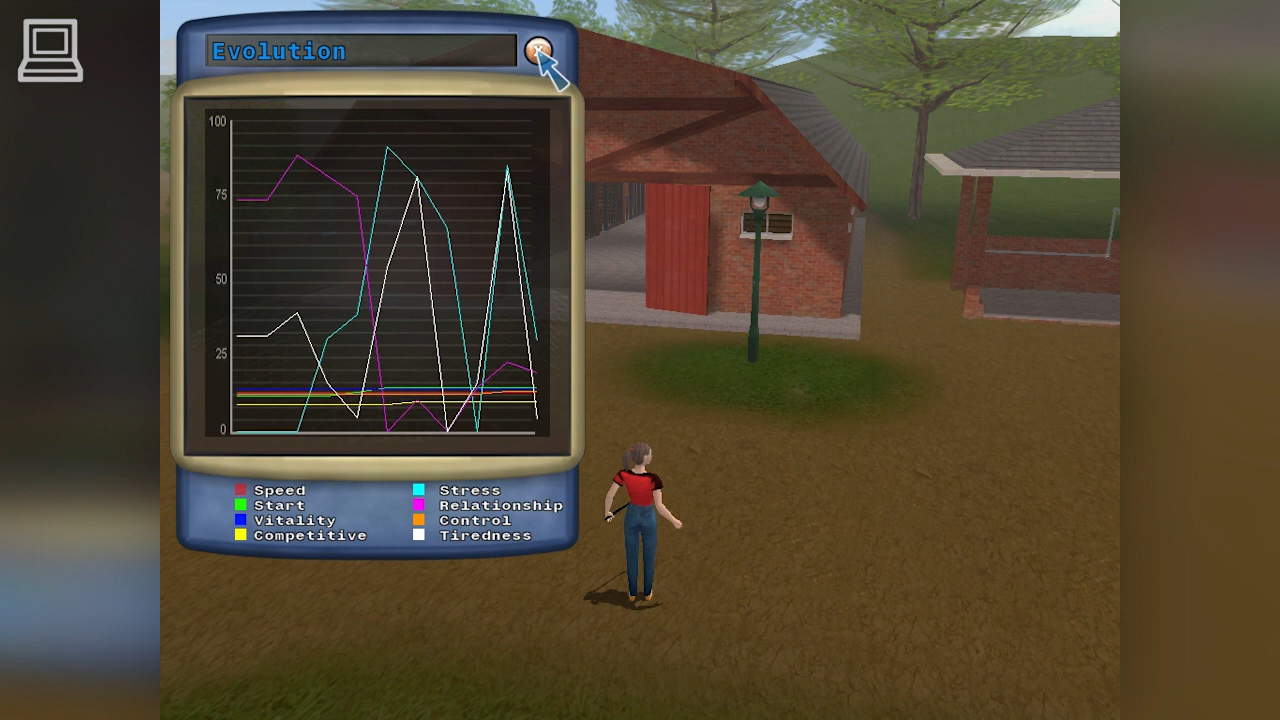 Evolution
X
100
75
50
25
0
Speed
Start
Vitality
Competitive
Stress
Relationship
Control
Tiredness